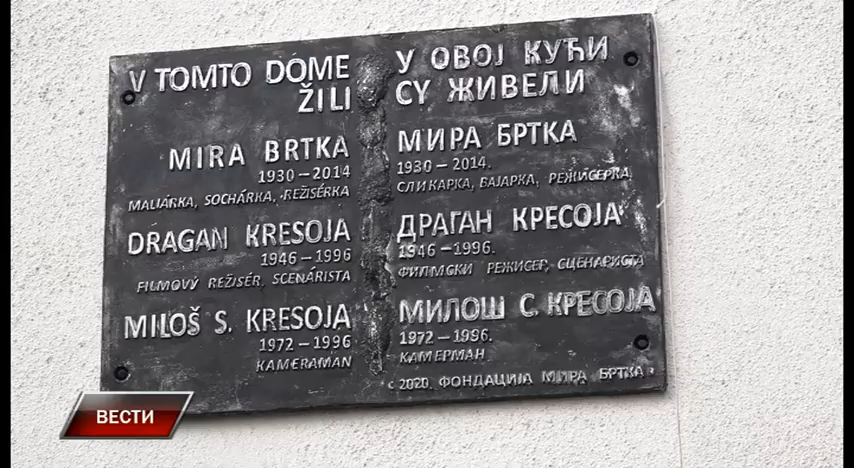 V TOMTO DOME
ŽILI
MIRA BRTKA
1930 – 2014
MALIARKA, SOCHÁRKA, REŽISÉRKA
DRAGAN KRESOJA
1946 – 1996
FILMOVÝ REŽISÉR, SCENÁRISTA
MILOŠ S. KRESOJA
1972 – 1996
KAMERAMAN
У ОВОЈ КУЋИ
СУ ЖИВЕЛИ
МИРА БРТКА
1930 – 2014.
СЛИКАРКА, ВАЈАРКА, РЕЖИСЕРКА
ДРАГАН КРЕСОЈА
1946 – 1996.
ФИЛМСКИ РЕЖИСЕР, СЦЕНАРИСТА
МИЛОШ С. КРЕСОЈА
1972 – 1996.
КАМЕРМАН
2020. ФОНДАЦИЈА МИРА БРТКА
ВЕСТИ